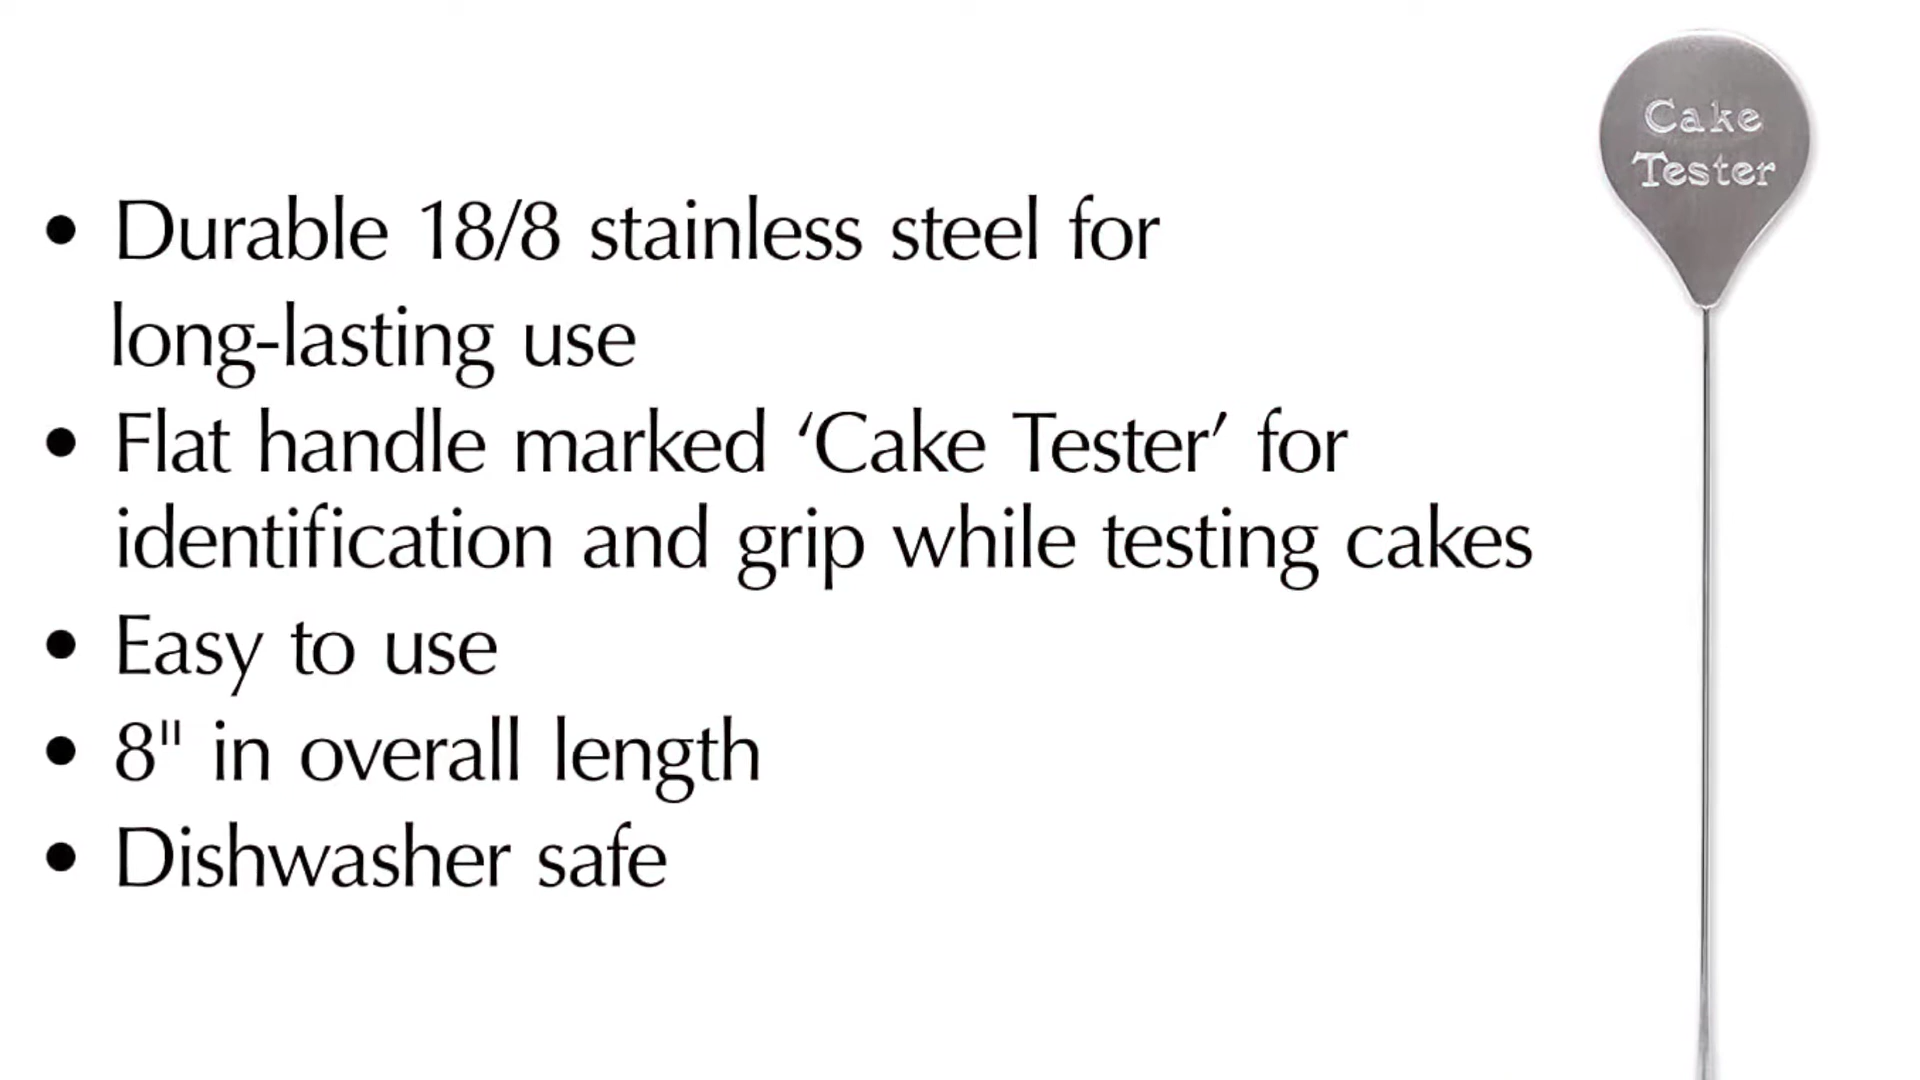 Cake
Tester
• Durable 18/8 stainless steel for
long-lasting use
• Flat handle marked ‘Cake Tester’ for
identification and grip while testing cakes
• Easy to use
• 8" in overall length
• Dishwasher safe